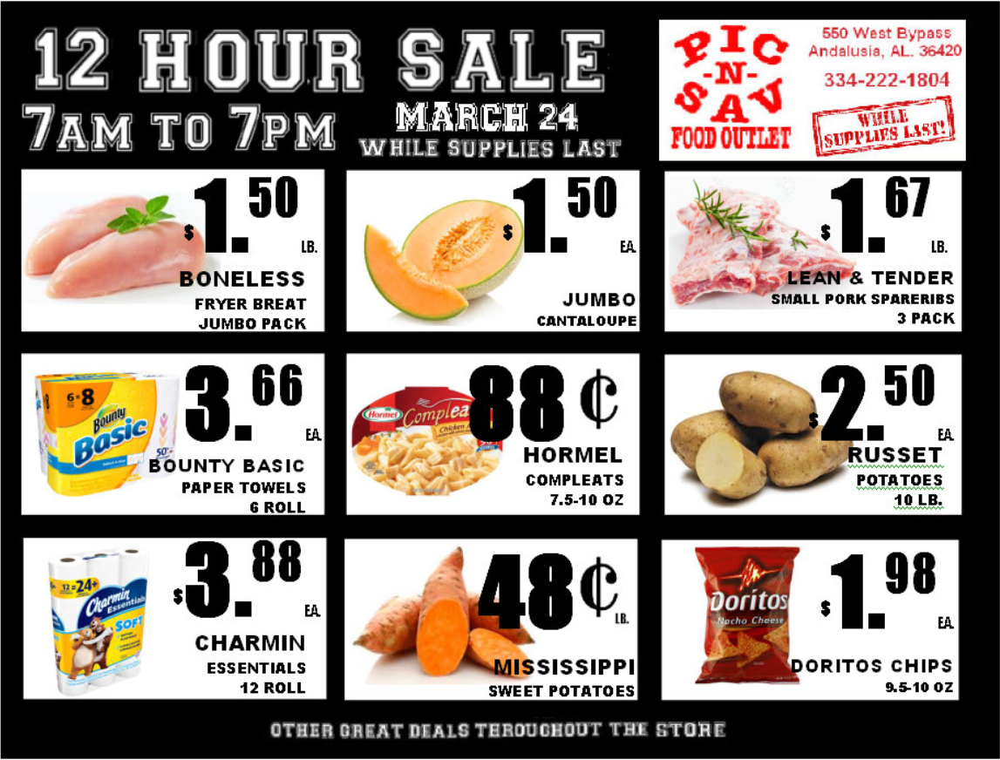 12 HOUR SALE
7AM TO 7PM
MARCH 24
WHILE SUPPLIES LAST
PIC
-N-
SAV
FOOD OUTLET
550 West Bypass
Andalusia, AL. 36420
334-222-1804
WHILE
SUPPLIES LAST!
$1.50
LB.
BONELESS
FRYER BREAT
JUMBO PACK
$1.50
EA.
JUMBO
CANTALOUPE
$1.67
LB.
LEAN & TENDER
SMALL PORK SPARERIBS
3 PACK
6=8
Bounty
Basic
3.66
EA.
BOUNTY BASIC
PAPER TOWELS
6 ROLL
Hormel
Complea
Chicken
88¢
HORMEL
COMPLEATS
7.5-10 OZ
$2.50
EA.
RUSSET
POTATOES
10 LB.
12=24+
Charmin
Essentials
SOFT
$3.88
EA.
CHARMIN
ESSENTIALS
12 ROLL
48¢
LB.
MISSISSIPPI
SWEET POTATOES
Doritos
Nacho Cheese
$1.98
EA.
DORITOS CHIPS
9.5-10 OZ
OTHER GREAT DEALS THROUGHOUT THE STORE